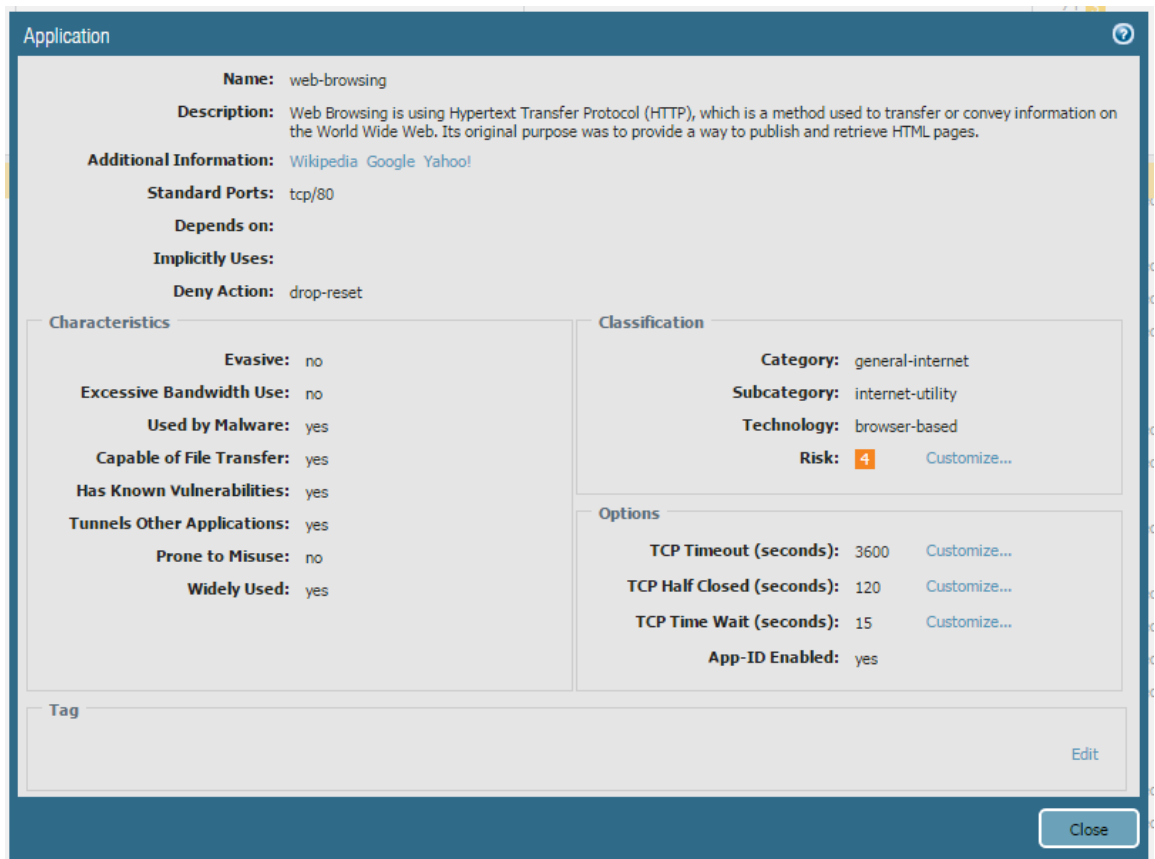 Application
Name: web-browsing
Description: Web Browsing is using Hypertext Transfer Protocol (HTTP), which is a method used to transfer or convey information on
the World Wide Web. Its original purpose was to provide a way to publish and retrieve HTML pages.
Additional Information: Wikipedia Google Yahoo!
Standard Ports: tcp/80
Depends on:
Implicitly Uses:
Deny Action: drop-reset
Characteristics
Evasive: no
Excessive Bandwidth Use: no
Used by Malware: yes
Capable of File Transfer: yes
Has Known Vulnerabilities: yes
Tunnels Other Applications: yes
Prone to Misuse: no
Widely Used: yes
Classification
Category: general-internet
Subcategory: internet-utility
Technology: browser-based
Risk: 4 Customize...
Options
TCP Timeout (seconds): 3600 Customize...
TCP Half Closed (seconds): 120 Customize...
TCP Time Wait (seconds): 15 Customize...
App-ID Enabled: yes
Tag
Edit
Close